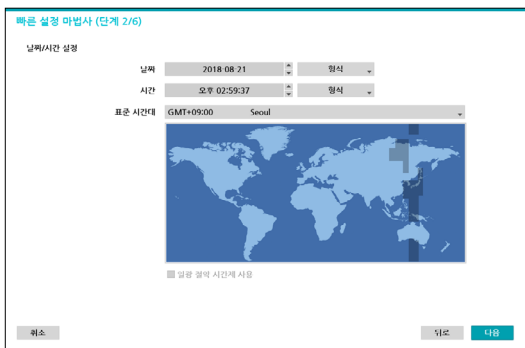 빠른 설정 마법사 (단계 2/6)
날짜/시간 설정
날짜 2018-08-21 형식
시간 오후 02:59:37 형식
표준 시간대 GMT+09:00 Seoul
일광 절약 시간제 사용
취소 뒤로 다음